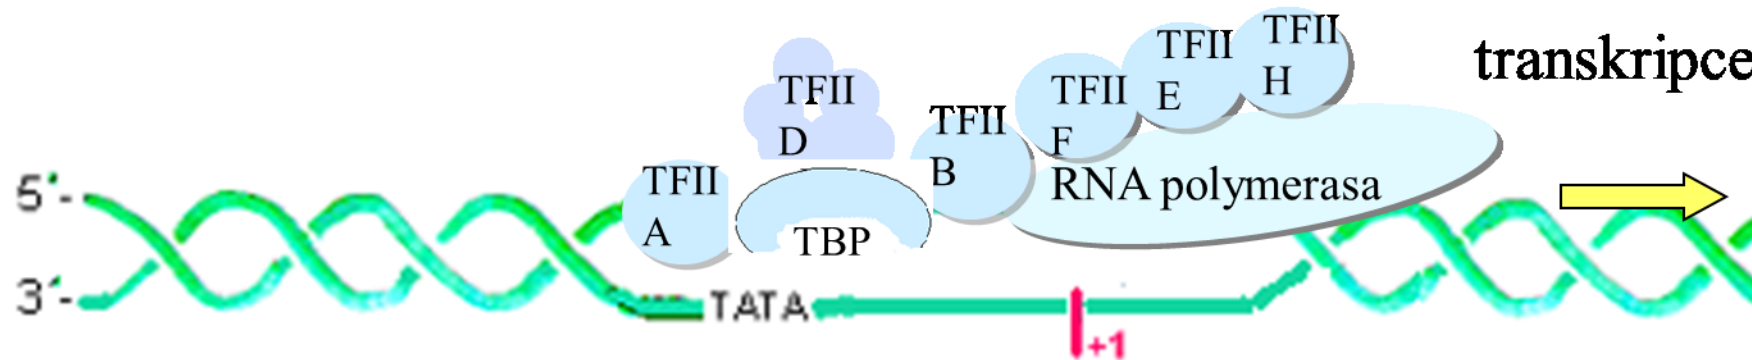 transkripce
TFII
H
TFII
E
TFII
F
TFII
D
TFII
B
TFII
A
RNA polymerasa
TBP
5´-
3´-
TATA
+1